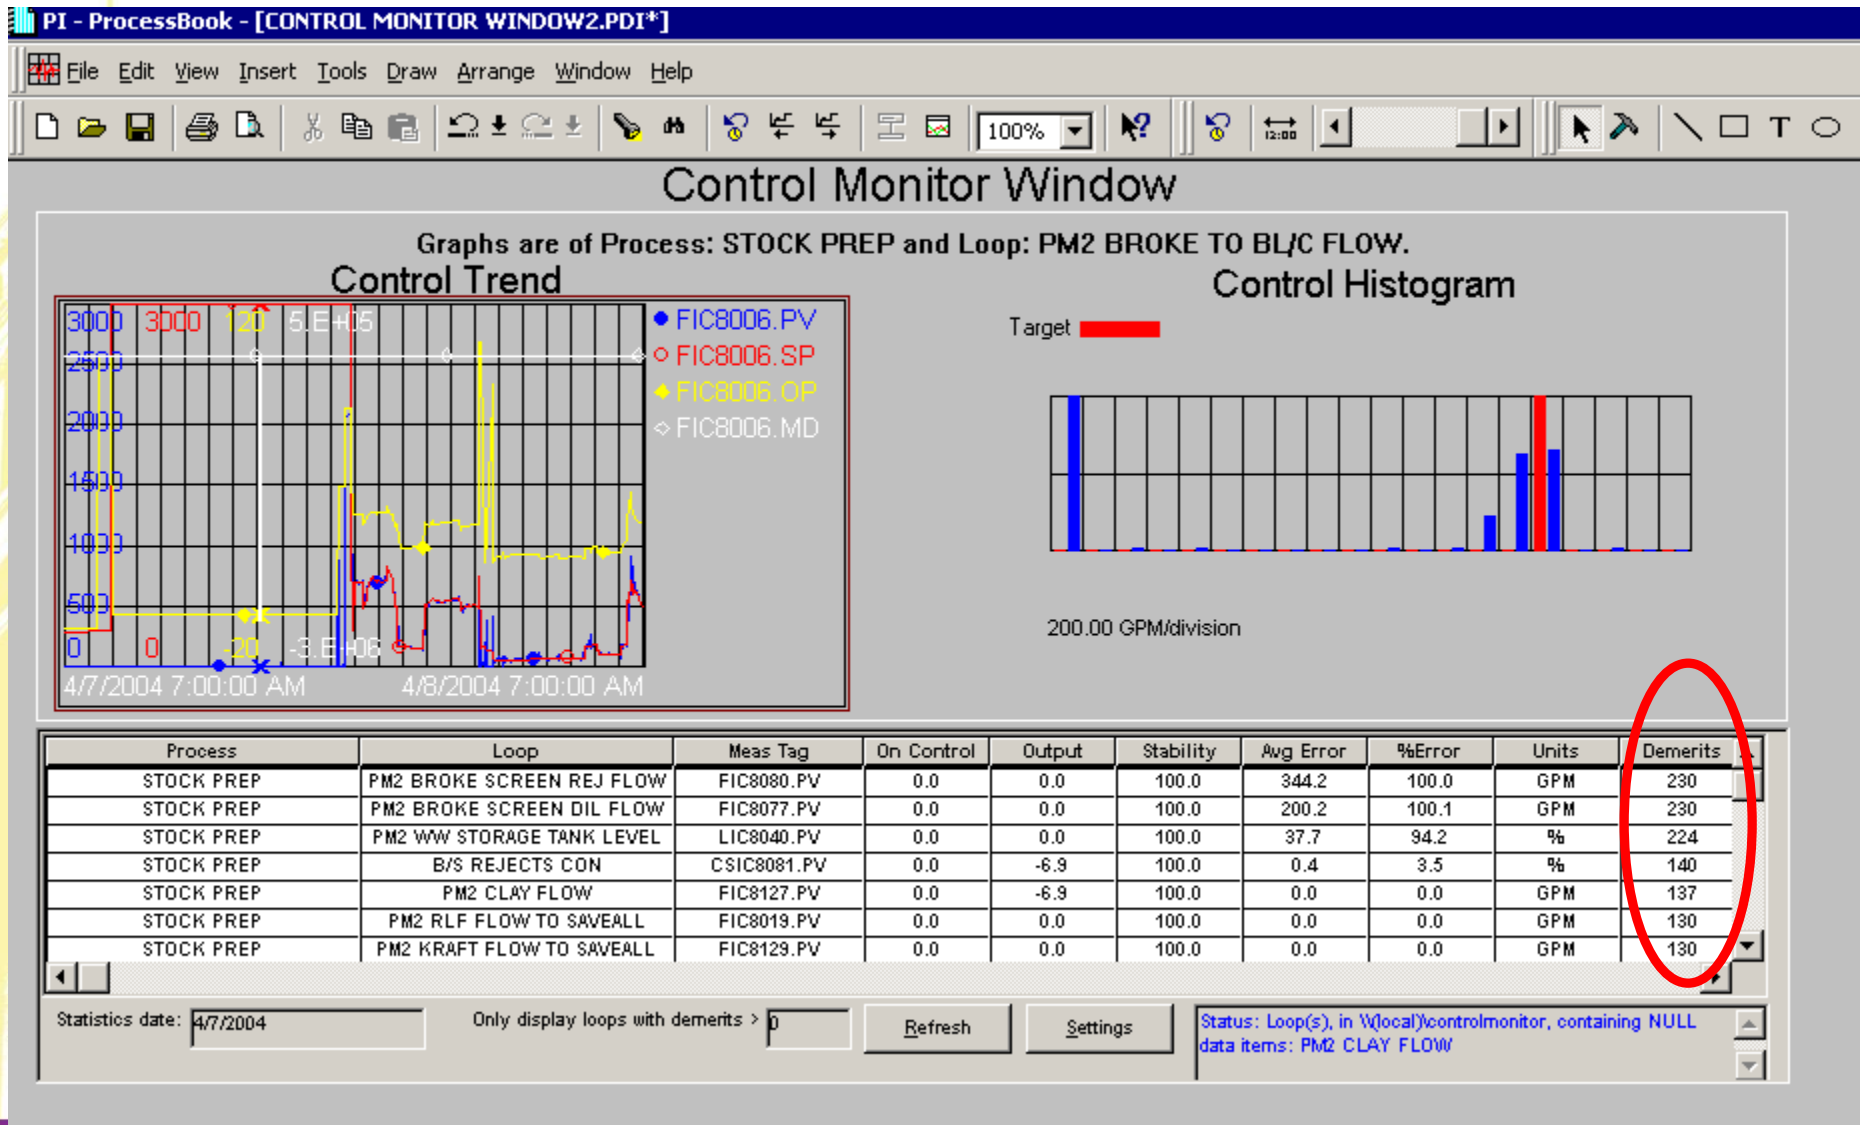 PI - ProcessBook - [CONTROL MONITOR WINDOW2.PDI*]
File Edit View Insert Tools Draw Arrange Window Help
100%
12:00
T
Control Monitor Window
Graphs are of Process: STOCK PREP and Loop: PM2 BROKE TO BL/C FLOW.
Control Trend
Control Histogram
3000 3000 120 5.E+05
2500
2000
1500
1000
500
0 0 -20 -3.E+06
4/7/2004 7:00:00 AM 4/8/2004 7:00:00 AM
FIC8006.PV
FIC8006.SP
FIC8006.OP
FIC8006.MD
Target
200.00 GPM/division
Process Loop Meas Tag On Control Output Stability Avg Error %Error Units Demerits
STOCK PREP PM2 BROKE SCREEN REJ FLOW FIC8080.PV 0.0 0.0 100.0 344.2 100.0 GPM 230
STOCK PREP PM2 BROKE SCREEN DIL FLOW FIC8077.PV 0.0 0.0 100.0 200.2 100.1 GPM 230
STOCK PREP PM2 WW STORAGE TANK LEVEL LIC8040.PV 0.0 0.0 100.0 37.7 94.2 % 224
STOCK PREP B/S REJECTS CON CSIC8081.PV 0.0 -6.9 100.0 0.4 3.5 % 140
STOCK PREP PM2 CLAY FLOW FIC8127.PV 0.0 -6.9 100.0 0.0 0.0 GPM 137
STOCK PREP PM2 RLF FLOW TO SAVEALL FIC8019.PV 0.0 0.0 100.0 0.0 0.0 GPM 130
STOCK PREP PM2 KRAFT FLOW TO SAVEALL FIC8129.PV 0.0 0.0 100.0 0.0 0.0 GPM 130
Statistics date: 4/7/2004 Only display loops with demerits > 0 Refresh Settings
Status: Loop(s), in \\(local)\controlmonitor, containing NULL
data items: PM2 CLAY FLOW